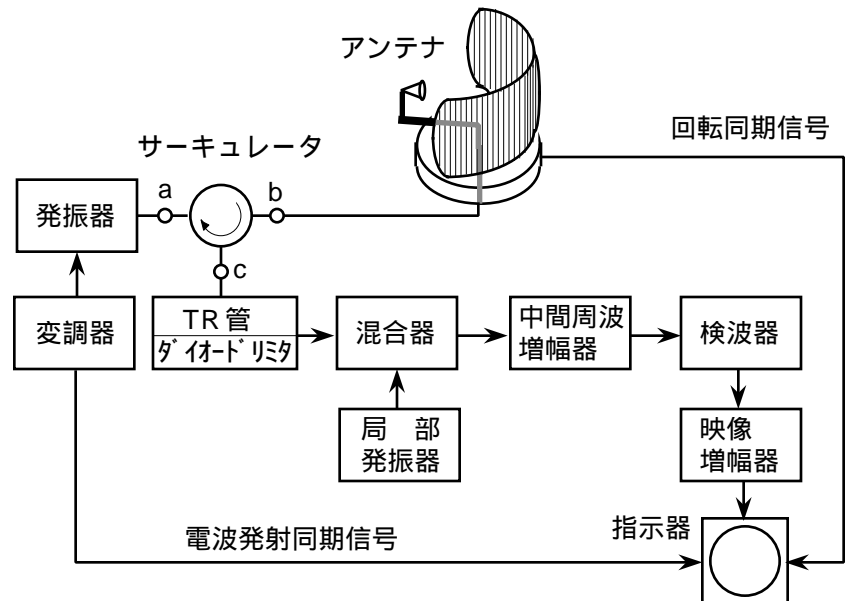 アンテナ
回転同期信号
サーキュレータ
a
b
発振器
c
変調器
TR管
ダイオードリミタ
混合器
中間周波
増幅器
検波器
局 部
発振器
映像
増幅器
指示器
電波発射同期信号